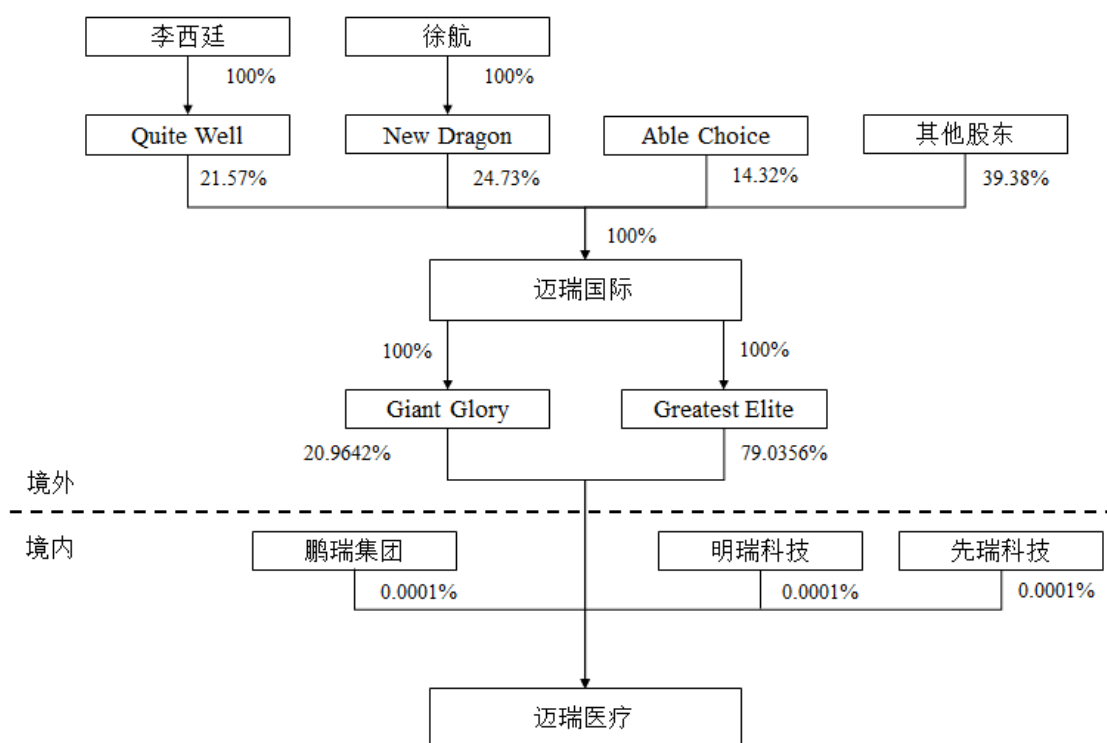 李西廷
徐航
100%
100%
Quite Well
New Dragon
Able Choice
其他股东
21.57%
24.73%
14.32%
39.38%
100%
迈瑞国际
100%
100%
Giant Glory
Greatest Elite
20.9642%
79.0356%
境外
境内
鹏瑞集团
明瑞科技
先瑞科技
0.0001%
0.0001%
0.0001%
迈瑞医疗